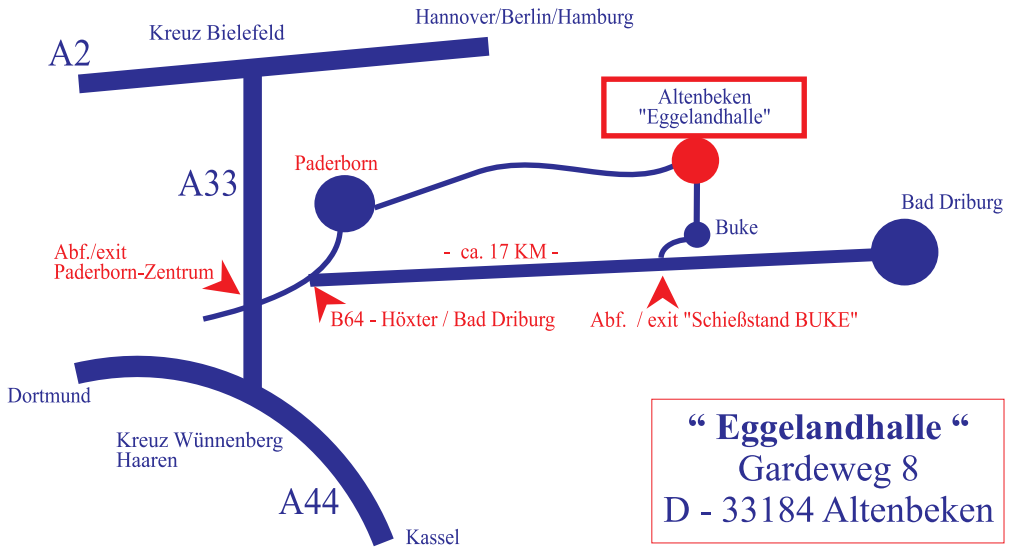 Hannover/Berlin/Hamburg
Kreuz Bielefeld
A2
Altenbeken
"Eggelandhalle"
Paderborn
A33
Bad Driburg
Buke
Abf./exit
Paderborn-Zentrum
- ca. 17 KM -
B64 - Höxter / Bad Driburg
Abf. / exit "Schießstand BUKE"
Dortmund
Kreuz Wünnenberg
Haaren
A44
Kassel
“ Eggelandhalle “
Gardeweg 8
D - 33184 Altenbeken